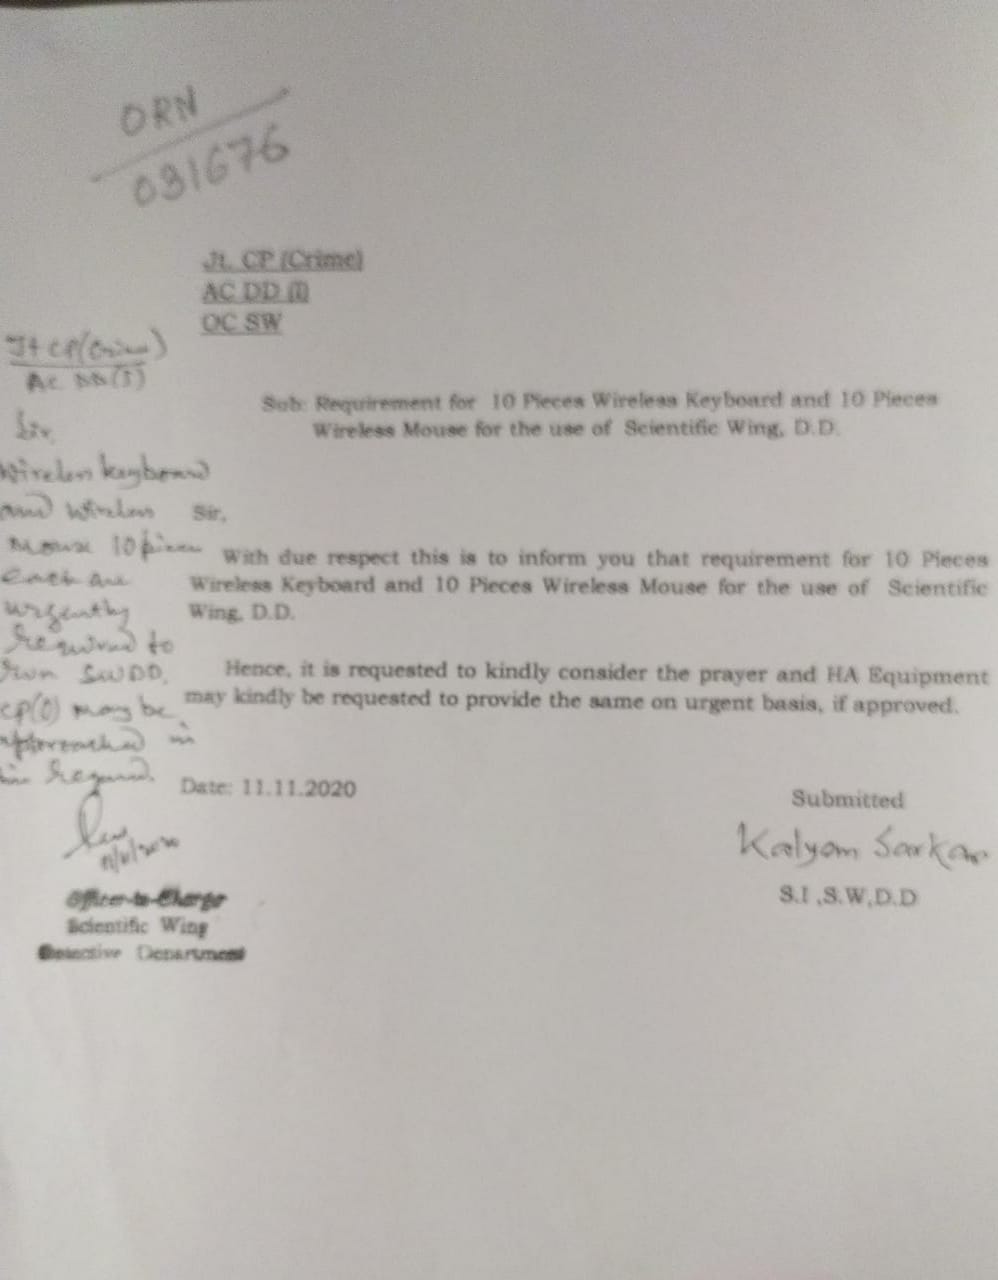 ORN
031676
Jt. CP (Crime)
AC DD (I)
OC SW
Jt CP(Crime)
AC DD(I)
Sub: Requirement for 10 Pieces Wireless Keyboard and 10 Pieces
Wireless Mouse for the use of Scientific Wing, D.D.
Sir,
Wireless keyboard
and wireless
Mouse 10 pieces
each are
urgently
required to
run SWDD.
may be
approached in
regard.
11/11/2020
Officer-in-Charge
Scientific Wing
Detective Department
Sir,
With due respect this is to inform you that requirement for 10 Pieces
Wireless Keyboard and 10 Pieces Wireless Mouse for the use of Scientific
Wing, D.D.
Hence, it is requested to kindly consider the prayer and HA Equipment
may kindly be requested to provide the same on urgent basis, if approved.
Date: 11.11.2020
Submitted
Kalyan Sarkar
S.I ,S.W,D.D